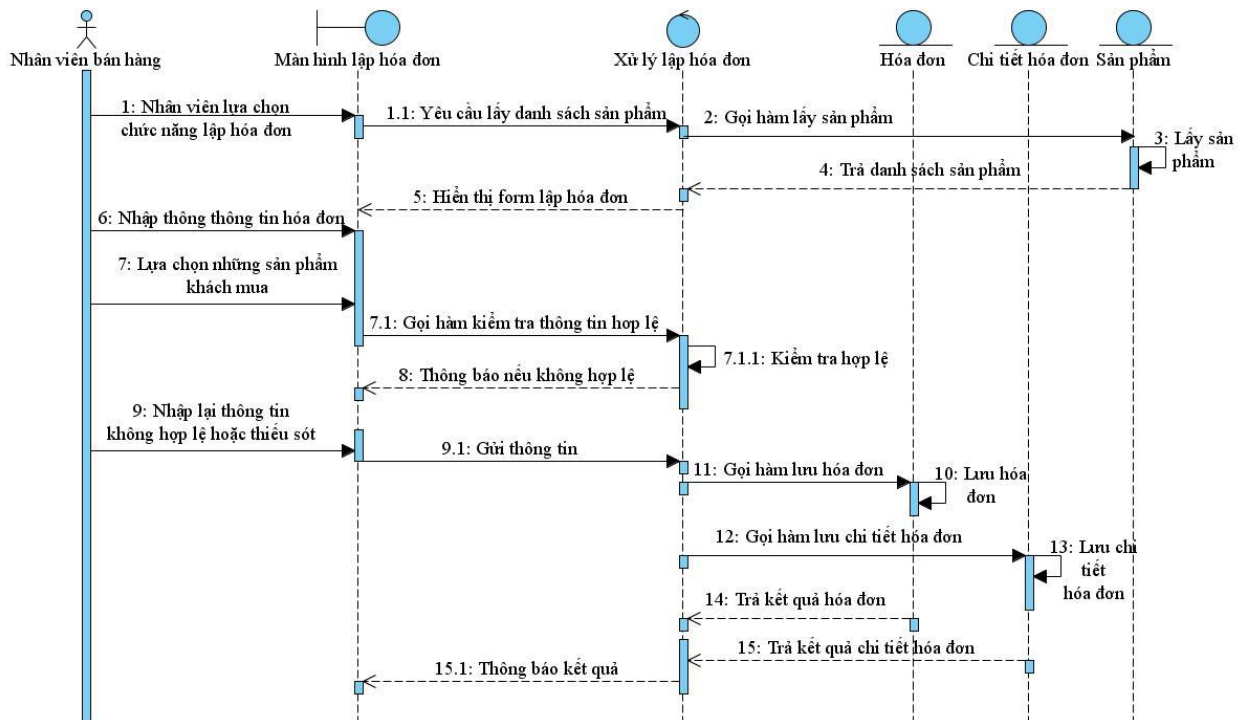 Nhân viên bán hàng
Màn hình lập hóa đơn
Xử lý lập hóa đơn
Hóa đơn
Chi tiết hóa đơn
Sản phẩm
1: Nhân viên lựa chọn
chức năng lập hóa đơn
1.1: Yêu cầu lấy danh sách sản phẩm
2: Gọi hàm lấy sản phẩm
3: Lấy sản
phẩm
4: Trả danh sách sản phẩm
5: Hiển thị form lập hóa đơn
6: Nhập thông thông tin hóa đơn
7: Lựa chọn những sản phẩm
khách mua
7.1: Gọi hàm kiểm tra thông tin hơp lệ
7.1.1: Kiểm tra hợp lệ
8: Thông báo nếu không hợp lệ
9: Nhập lại thông tin
không hợp lệ hoặc thiếu sót
9.1: Gửi thông tin
11: Gọi hàm lưu hóa đơn
10: Lưu hóa
đơn
12: Gọi hàm lưu chi tiết hóa đơn
13: Lưu chi
tiết
hóa đơn
14: Trả kết quả hóa đơn
15: Trả kết quả chi tiết hóa đơn
15.1: Thông báo kết quả